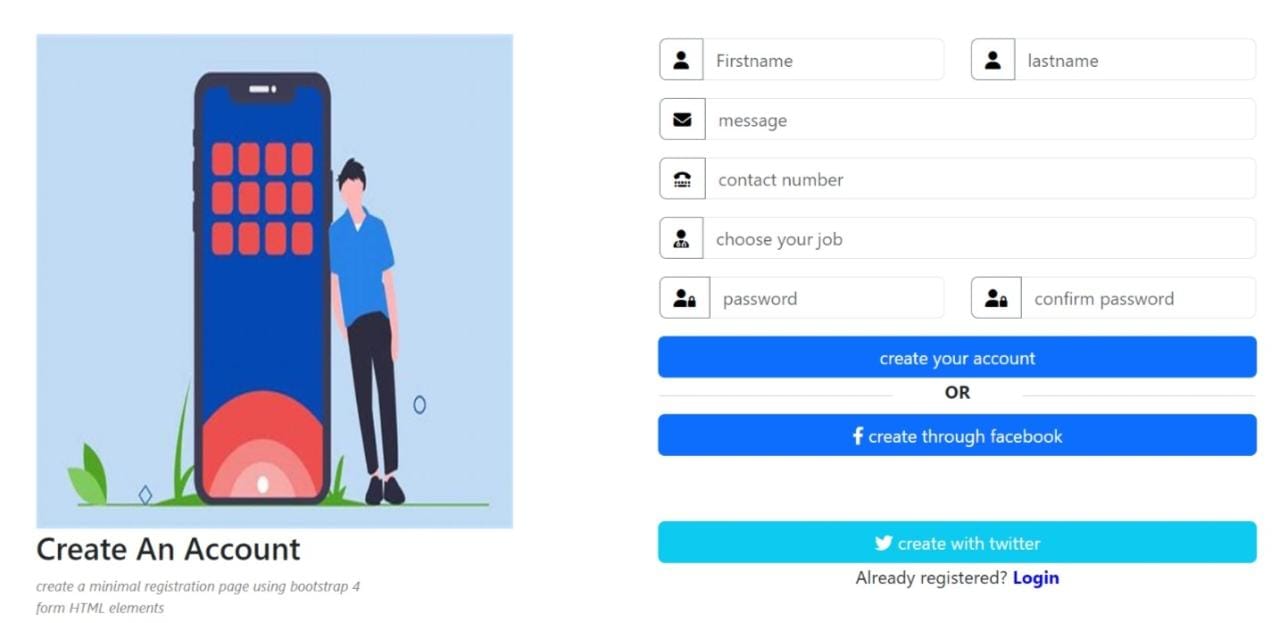 Create An Account
create a minimal registration page using bootstrap 4
form HTML elements
Firstname
lastname
message
contact number
choose your job
password
confirm password
create your account
OR
create through facebook
create with twitter
Already registered? Login